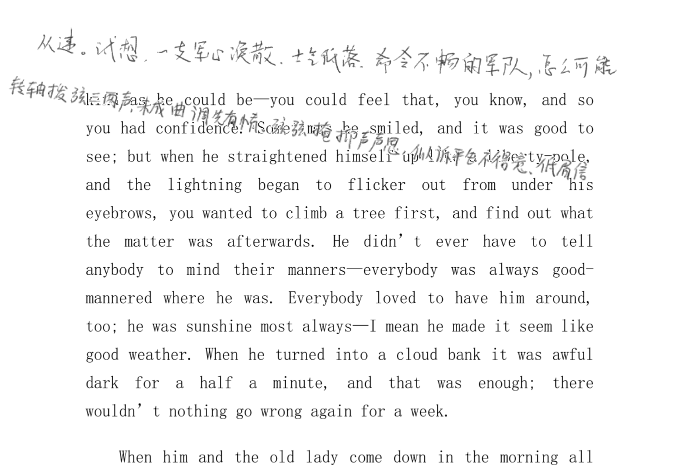 从违。试想，一支军心涣散、士气低落、号令不畅的军队，怎么可能
转轴拨弦三两声，未成曲调先有情。弦弦掩抑声声思，似诉平生不得意。低眉信
as he could be—you could feel that, you know, and so
you had confidence. Sometimes he smiled, and it was good to
see; but when he straightened himself up
and the lightning began to flicker out from under his
eyebrows, you wanted to climb a tree first, and find out what
the matter was afterwards. He didn’t ever have to tell
anybody to mind their manners—everybody was always good-
mannered where he was. Everybody loved to have him around,
too; he was sunshine most always—I mean he made it seem like
good weather. When he turned into a cloud bank it was awful
dark for a half a minute, and that was enough; there
wouldn’t nothing go wrong again for a week.
When him and the old lady come down in the morning all